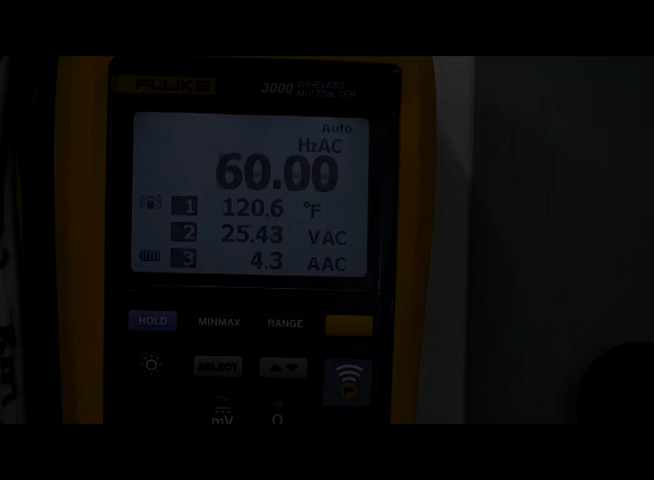 FLUKE
3000 WIRELESS
MULTIMETER
Auto
HzAC
60.00
1 120.6 °F
2 25.43 VAC
3 4.3 AAC
HOLD MINMAX RANGE
SELECT
mV Ω